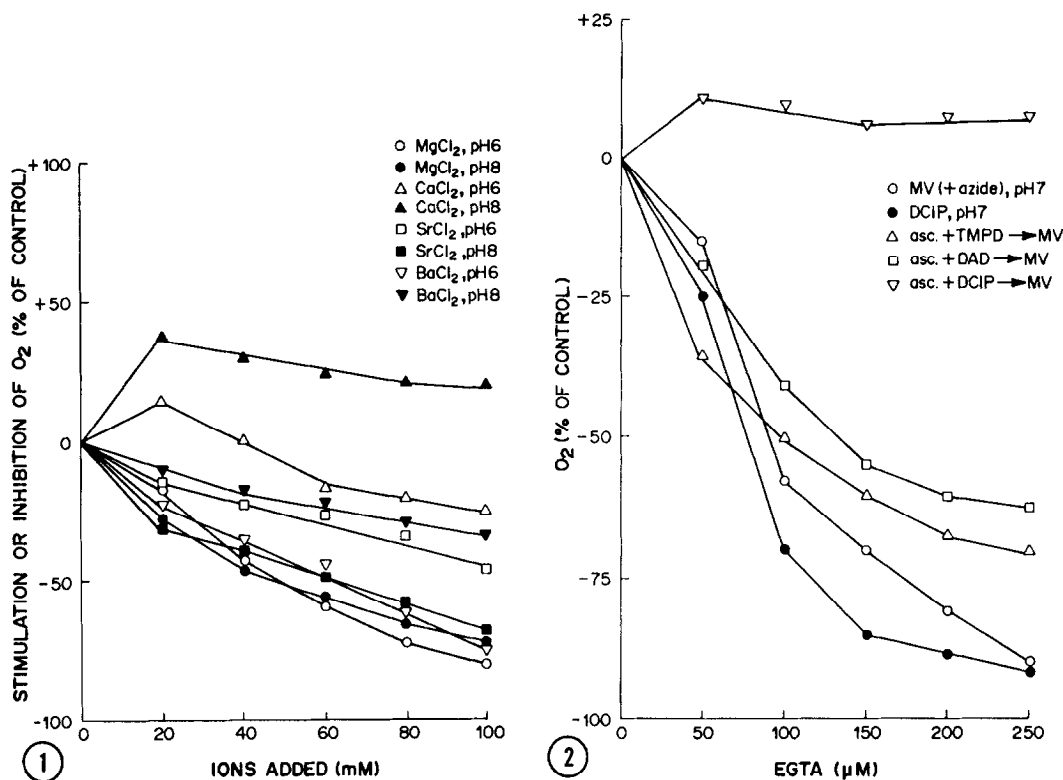 STIMULATION OR INHIBITION OF O₂ (% OF CONTROL)
+100
+50
0
-50
-100
○ MgCl₂, pH6
● MgCl₂, pH8
△ CaCl₂, pH6
▲ CaCl₂, pH8
□ SrCl₂, pH6
■ SrCl₂, pH8
▽ BaCl₂, pH6
▼ BaCl₂, pH8
0 20 40 60 80 100
IONS ADDED (mM)
1
O₂ (% OF CONTROL)
+25
0
-25
-50
-75
-100
○ MV (+ azide), pH7
● DCIP, pH7
△ asc. + TMPD → MV
□ asc. + DAD → MV
▽ asc. + DCIP → MV
0 50 100 150 200 250
EGTA (μM)
2